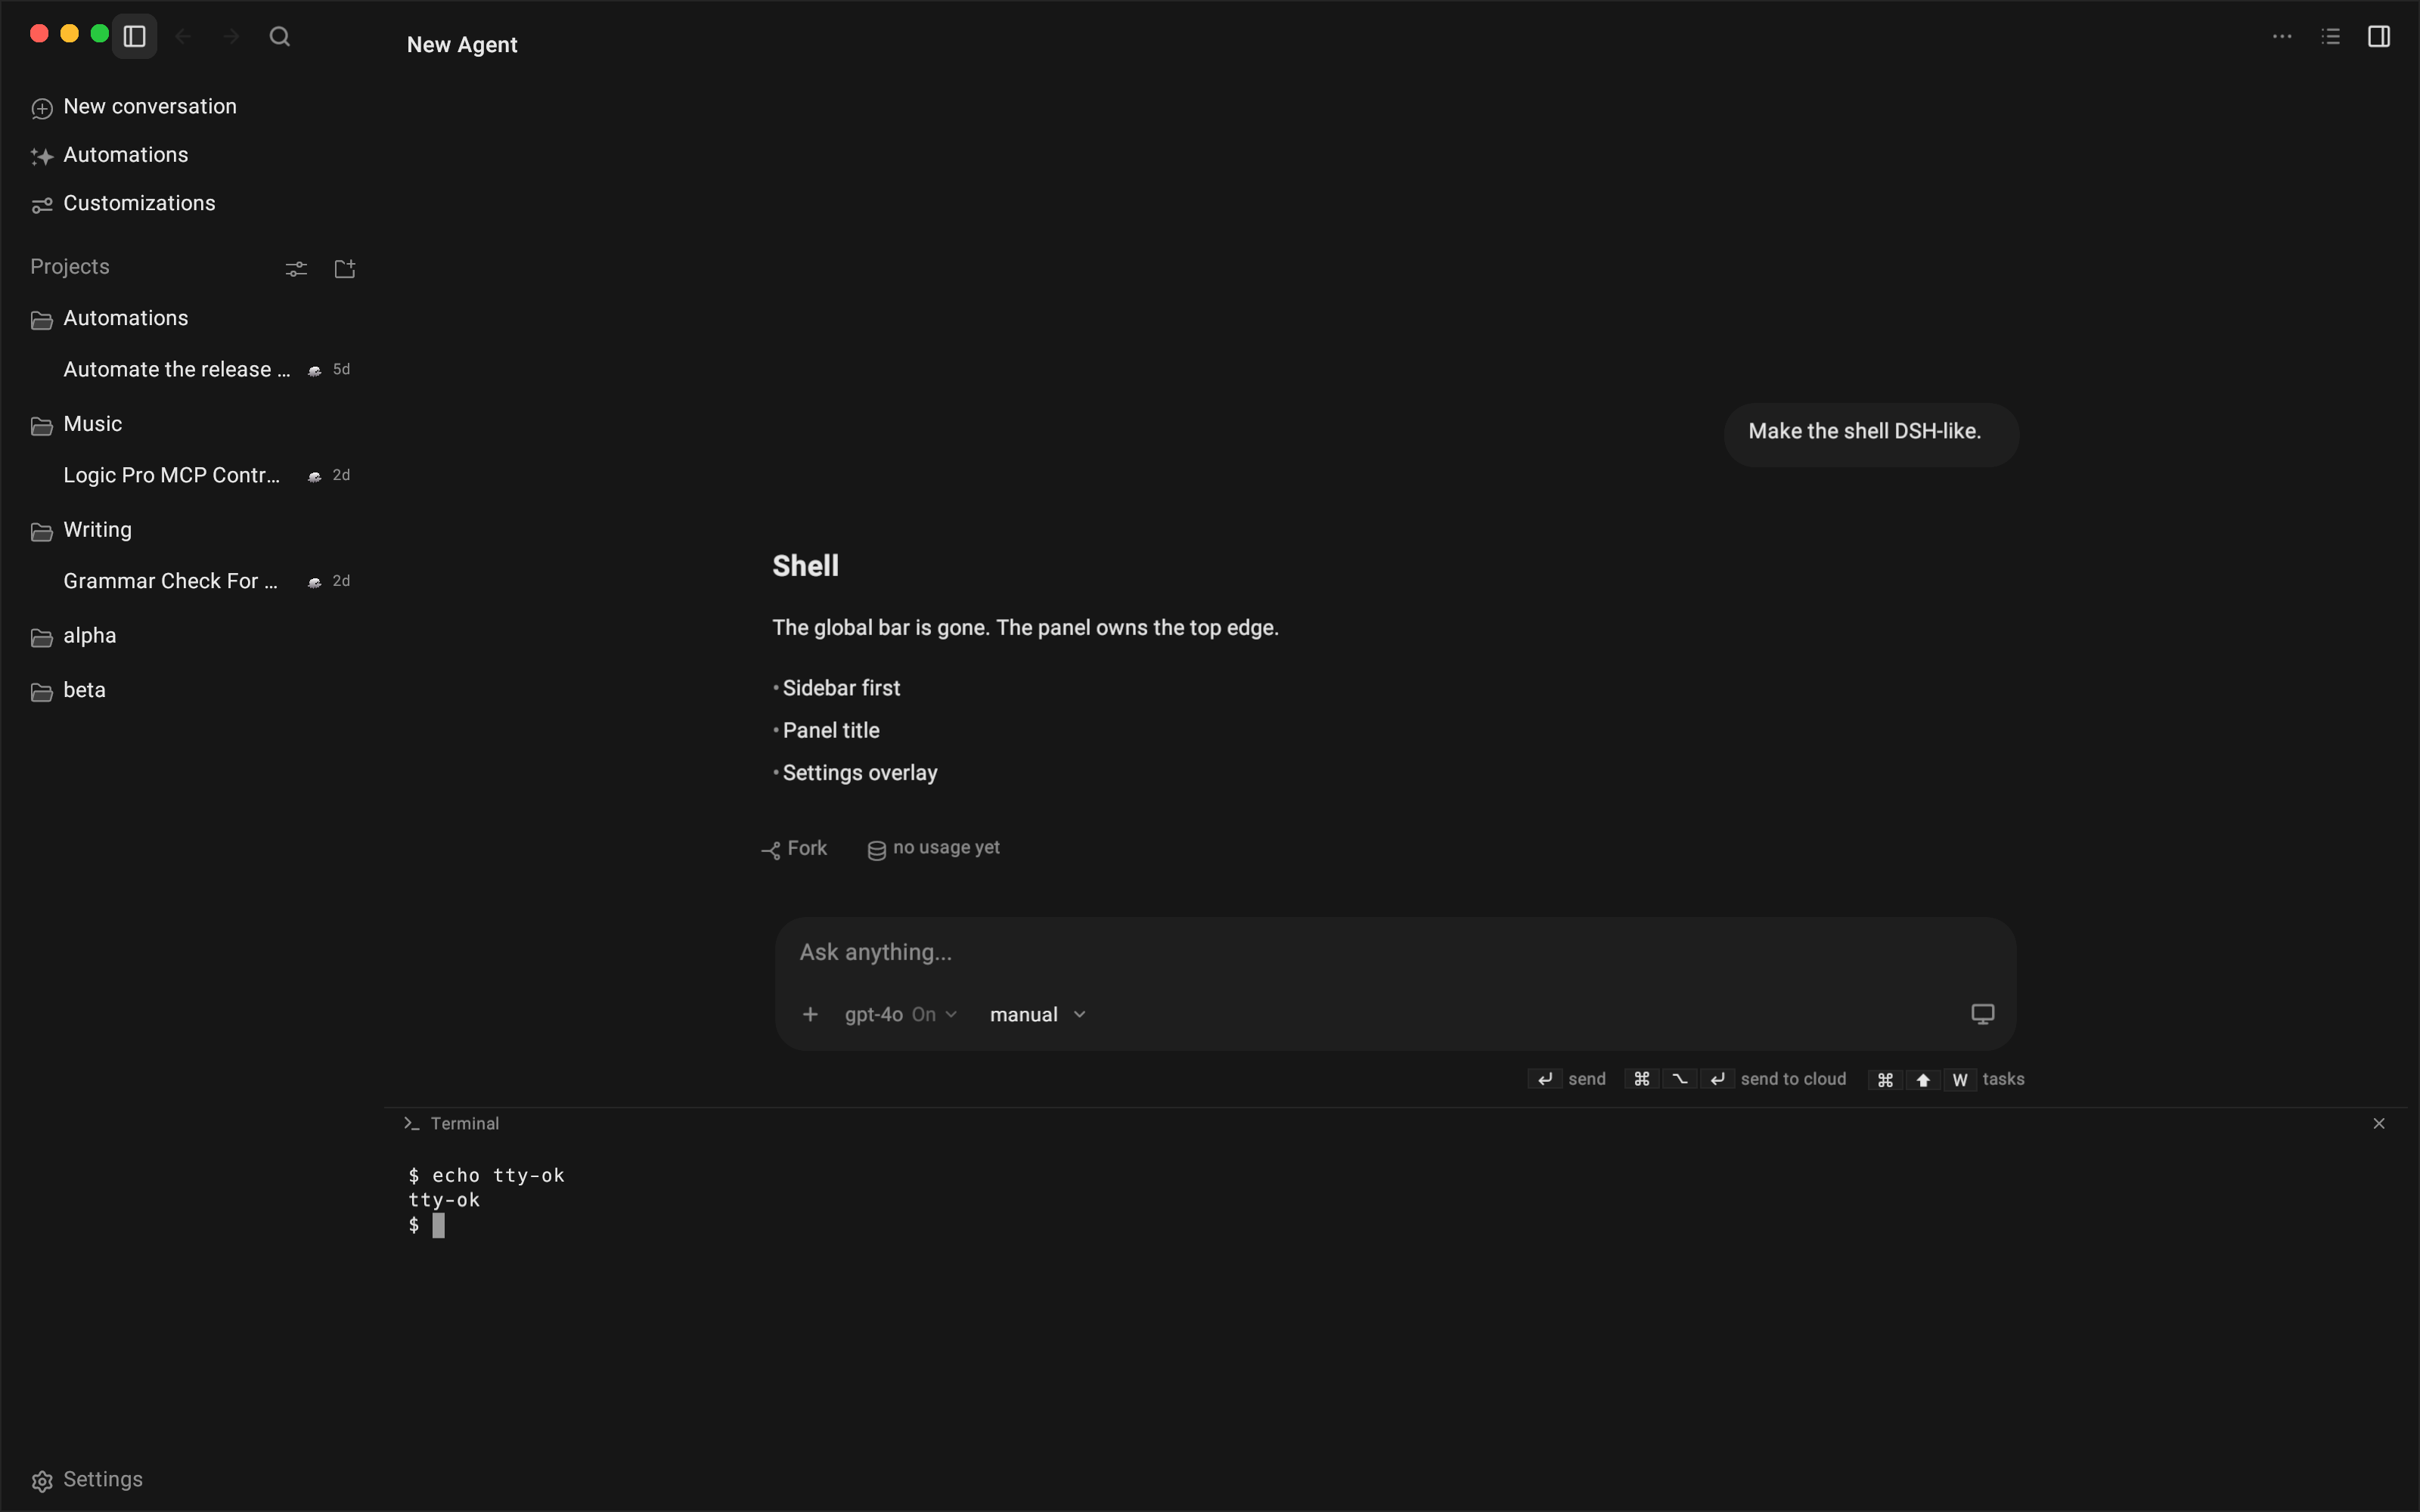 New Agent
New conversation
Automations
Customizations
Projects
Automations
Automate the release ... 5d
Music
Logic Pro MCP Contr... 2d
Writing
Grammar Check For ... 2d
alpha
beta
Settings
Make the shell DSH-like.
Shell
The global bar is gone. The panel owns the top edge.
• Sidebar first
• Panel title
• Settings overlay
Fork no usage yet
Ask anything...
+ gpt-4o On manual
↵ send ⌘ ⌥ ↵ send to cloud ⌘ ⬆ W tasks
>_ Terminal
$ echo tty-ok
tty-ok
$